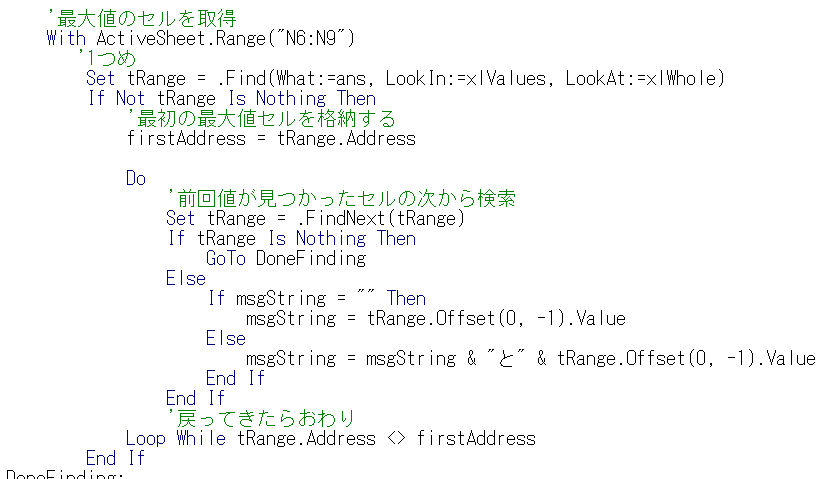 '最大値のセルを取得
With ActiveSheet.Range("N6:N9")
'1つめ
Set tRange = .Find(What:=ans, LookIn:=xlValues, LookAt:=xlWhole)
If Not tRange Is Nothing Then
'最初の最大値セルを格納する
firstAddress = tRange.Address
Do
'前回値が見つかったセルの次から検索
Set tRange = .FindNext(tRange)
If tRange Is Nothing Then
GoTo DoneFinding
Else
If msgString = "" Then
msgString = tRange.Offset(0, -1).Value
Else
msgString = msgString & "と" & tRange.Offset(0, -1).Value
End If
End If
'戻ってきたらおわり
Loop While tRange.Address <> firstAddress
End If
DoneFinding: